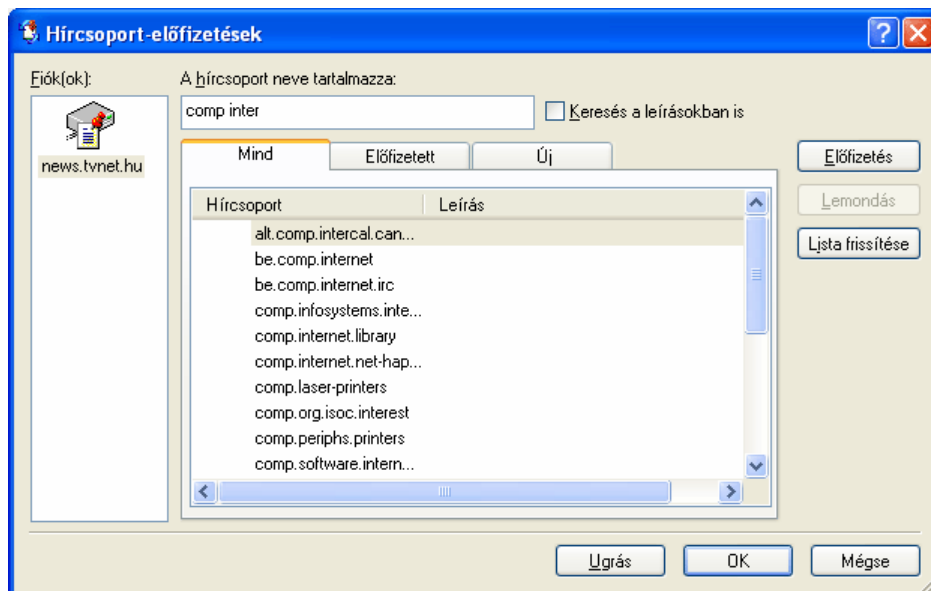 Hírcsoport-előfizetések
Fiók(ok):
news.tvnet.hu
A hírcsoport neve tartalmazza:
comp inter
Keresés a leírásokban is
Mind
Előfizetett
Új
Hírcsoport
Leírás
alt.comp.intercal.can...
be.comp.internet
be.comp.internet.irc
comp.infosystems.inte...
comp.internet.library
comp.internet.net-hap...
comp.laser-printers
comp.org.isoc.interest
comp.periphs.printers
comp.software.intern...
Előfizetés
Lemondás
Lista frissítése
Ugrás
OK
Mégse